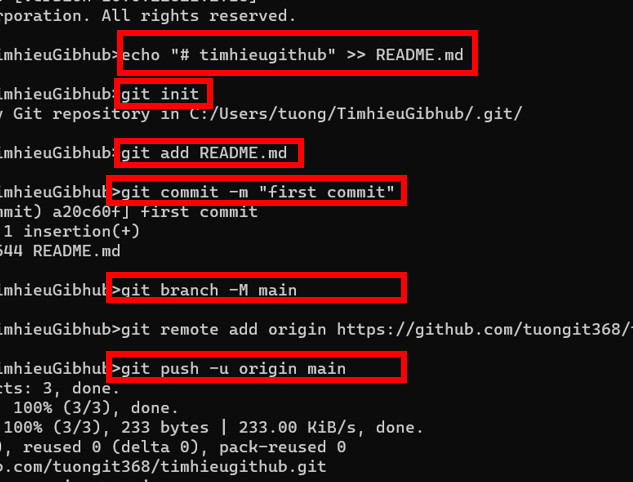 rporation. All rights reserved.
imhieuGibhub>echo "# timhieugithub" >> README.md
imhieuGibhub>git init
Git repository in C:/Users/tuong/TimhieuGibhub/.git/
imhieuGibhub>git add README.md
imhieuGibhub>git commit -m "first commit"
mmit) a20c60f] first commit
1 insertion(+)
644 README.md
imhieuGibhub>git branch -M main
imhieuGibhub>git remote add origin https://github.com/tuongit368/t
imhieuGibhub>git push -u origin main
cts: 3, done.
100% (3/3), done.
100% (3/3), 233 bytes | 233.00 KiB/s, done.
), reused 0 (delta 0), pack-reused 0
b.com/tuongit368/timhieugithub.git